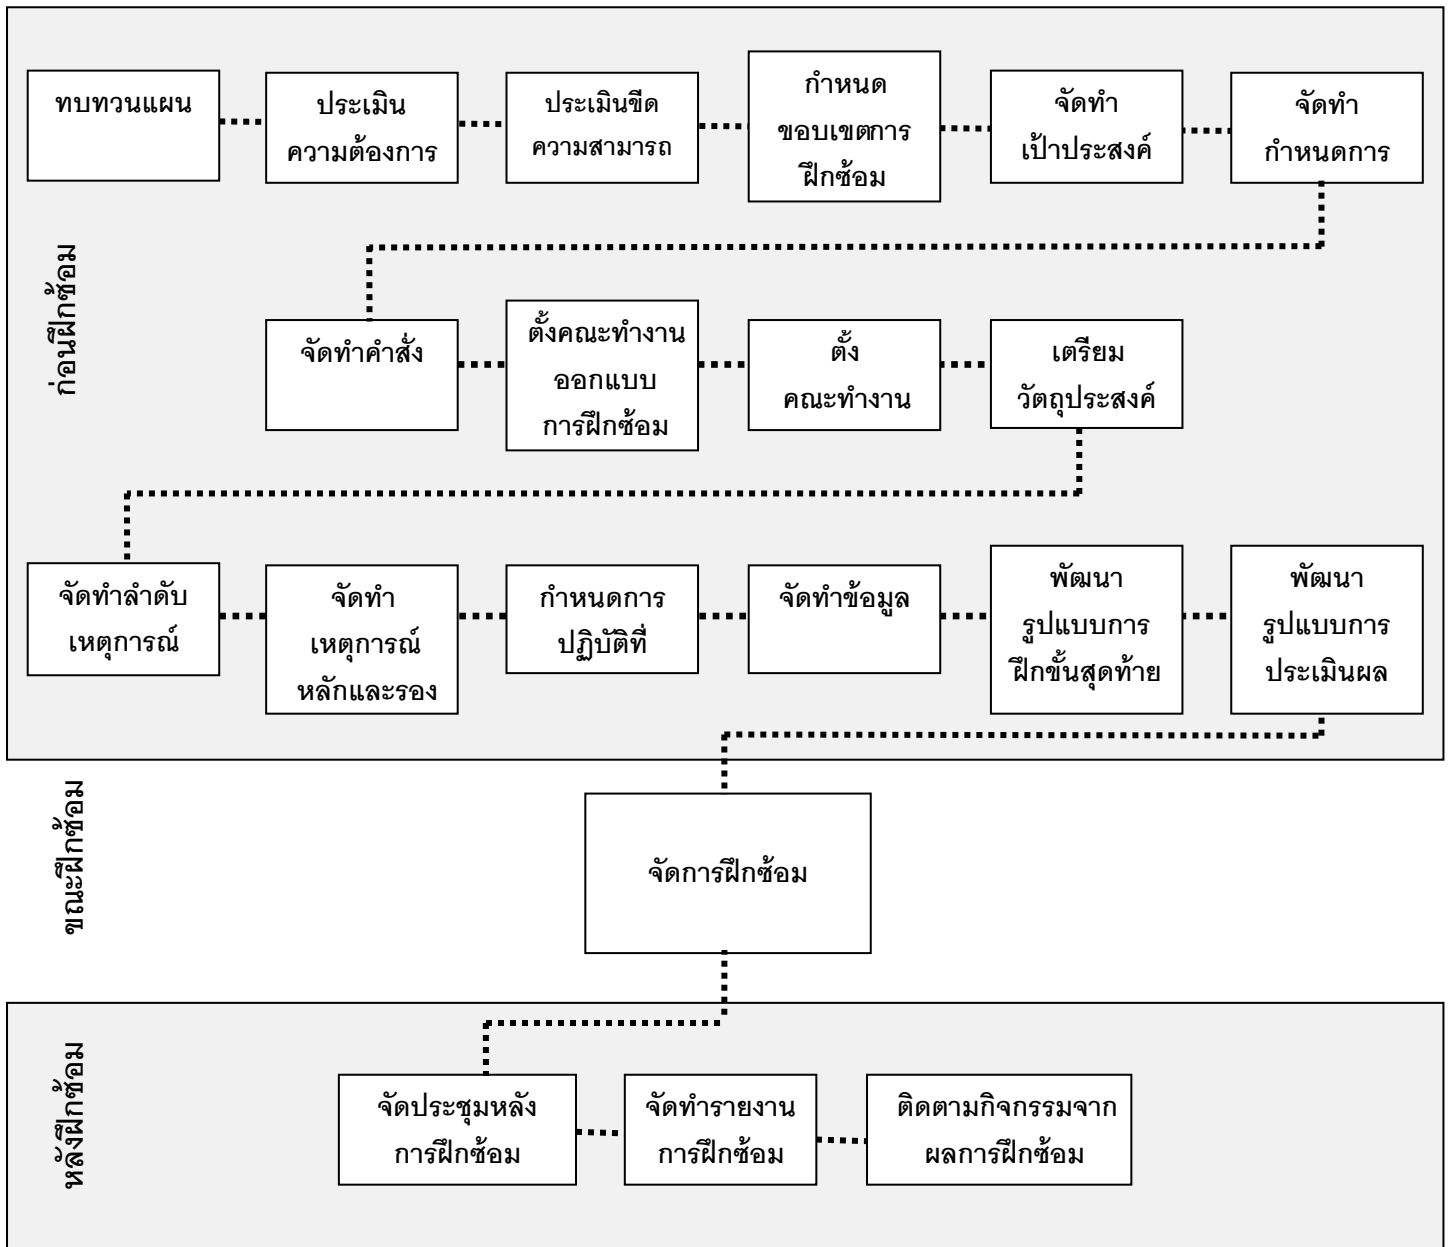 ก่อนฝึกซ้อม
ทบทวนแผน
ประเมิน
ความต้องการ
ประเมินขีด
ความสามารถ
กำหนด
ขอบเขตการ
ฝึกซ้อม
จัดทำ
เป้าประสงค์
จัดทำ
กำหนดการ
จัดทำคำสั่ง
ตั้งคณะทำงาน
ออกแบบ
การฝึกซ้อม
ตั้ง
คณะทำงาน
เตรียม
วัตถุประสงค์
จัดทำลำดับ
เหตุการณ์
จัดทำ
เหตุการณ์
หลักและรอง
กำหนดการ
ปฏิบัติที่
จัดทำข้อมูล
พัฒนา
รูปแบบการ
ฝึกขั้นสุดท้าย
พัฒนา
รูปแบบการ
ประเมินผล
ขณะฝึกซ้อม
จัดการฝึกซ้อม
หลังฝึกซ้อม
จัดประชุมหลัง
การฝึกซ้อม
จัดทำรายงาน
การฝึกซ้อม
ติดตามกิจกรรมจาก
ผลการฝึกซ้อม